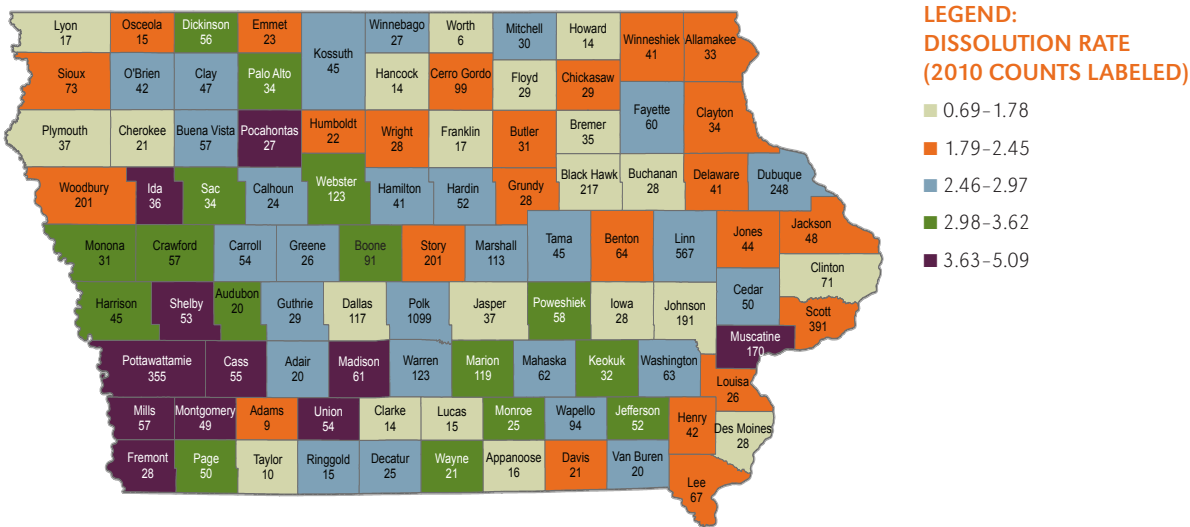 Lyon
17
Osceola
15
Dickinson
56
Emmet
23
Kossuth
45
Winnebago
27
Worth
6
Mitchell
30
Howard
14
Winneshiek
41
Allamakee
33
Sioux
73
O'Brien
42
Clay
47
Palo Alto
34
Hancock
14
Cerro Gordo
99
Floyd
29
Chickasaw
29
Fayette
60
Clayton
34
Plymouth
37
Cherokee
21
Buena Vista
57
Pocahontas
27
Humboldt
22
Wright
28
Franklin
17
Butler
31
Bremer
35
Woodbury
201
Ida
36
Sac
34
Calhoun
24
Webster
123
Hamilton
41
Hardin
52
Grundy
28
Black Hawk
217
Buchanan
28
Delaware
41
Dubuque
248
Monona
31
Crawford
57
Carroll
54
Greene
26
Boone
91
Story
201
Marshall
113
Tama
45
Benton
64
Linn
567
Jones
44
Jackson
48
Clinton
71
Harrison
45
Shelby
53
Audubon
20
Guthrie
29
Dallas
117
Polk
1099
Jasper
37
Poweshiek
58
Iowa
28
Johnson
191
Cedar
50
Scott
391
Muscatine
170
Pottawattamie
355
Cass
55
Adair
20
Madison
61
Warren
123
Marion
119
Mahaska
62
Keokuk
32
Washington
63
Louisa
26
Mills
57
Montgomery
49
Adams
9
Union
54
Clarke
14
Lucas
15
Monroe
25
Wapello
94
Jefferson
52
Henry
42
Des Moines
28
Fremont
28
Page
50
Taylor
10
Ringgold
15
Decatur
25
Wayne
21
Appanoose
16
Davis
21
Van Buren
20
Lee
67
LEGEND:
DISSOLUTION RATE
(2010 COUNTS LABELED)
0.69–1.78
1.79–2.45
2.46–2.97
2.98–3.62
3.63–5.09